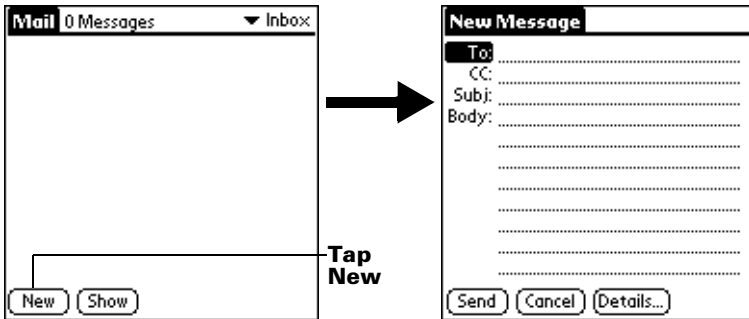 Mail 0 Messages ▼ Inbox
New Show
Tap
New
New Message
To:
CC:
Subj:
Body:
Send Cancel Details...